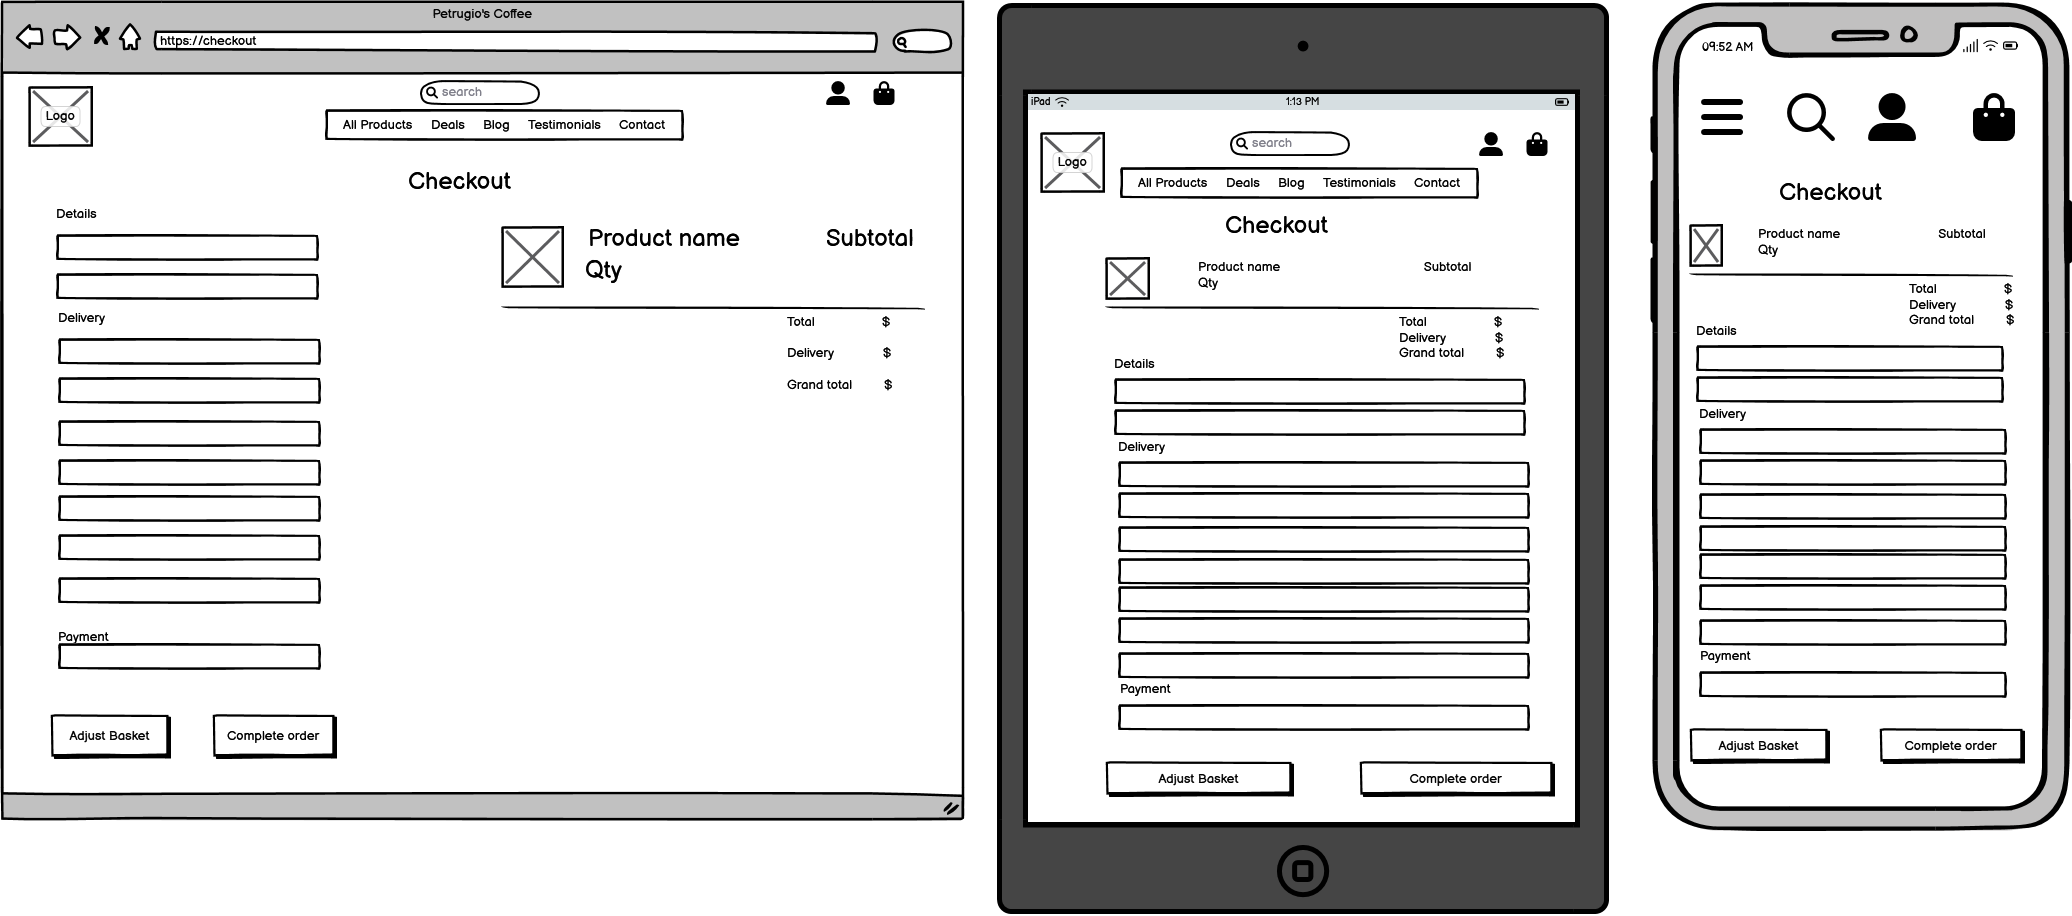 Petrugio's Coffee
https://checkout
search
Logo
All Products Deals Blog Testimonials Contact
Checkout
Details
Product name Subtotal
Qty
Delivery
Total $
Delivery $
Grand total $
Payment
Adjust Basket Complete order
iPad 1:13 PM
search
Logo
All Products Deals Blog Testimonials Contact
Checkout
Product name Subtotal
Qty
Total $
Delivery $
Grand total $
Details
Delivery
Payment
Adjust Basket Complete order
09:52 AM
Checkout
Product name Subtotal
Qty
Total $
Delivery $
Grand total $
Details
Delivery
Payment
Adjust Basket Complete order